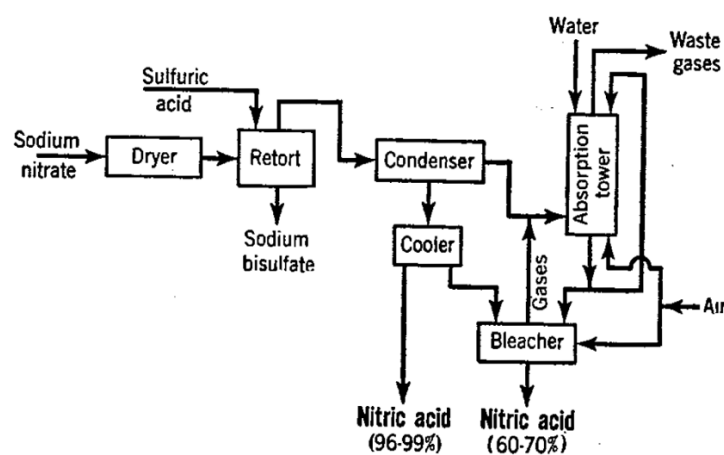 Water
Waste
gases
Sulfuric
acid
Sodium
nitrate
Dryer
Retort
Condenser
Absorption
tower
Sodium
bisulfate
Cooler
Gases
Air
Bleacher
Nitric acid
(96-99%)
Nitric acid
(60-70%)